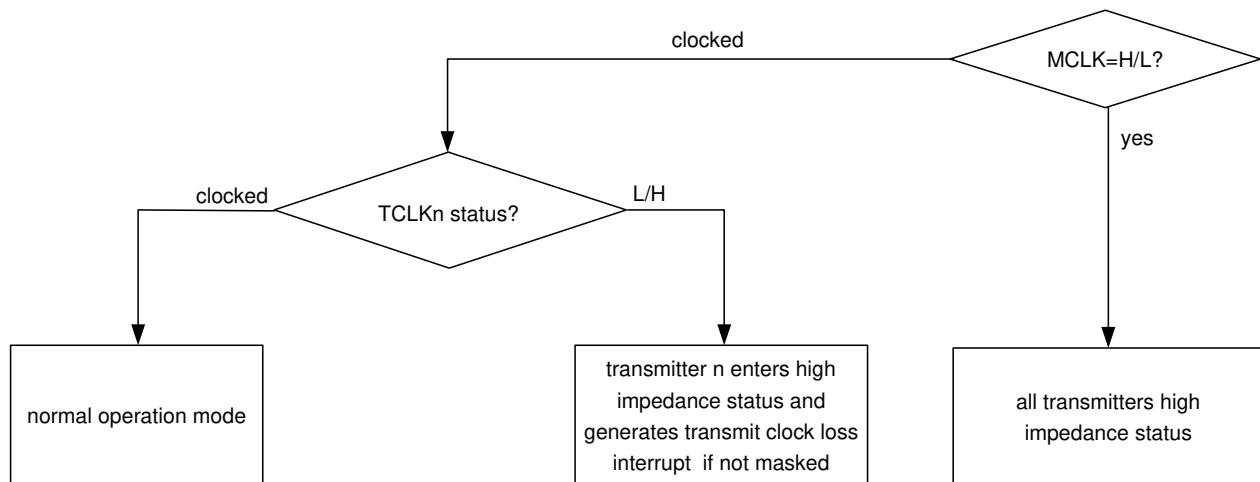 clocked
MCLK=H/L?
yes
clocked
TCLKn status?
L/H
normal operation mode
transmitter n enters high
impedance status and
generates transmit clock loss
interrupt if not masked
all transmitters high
impedance status